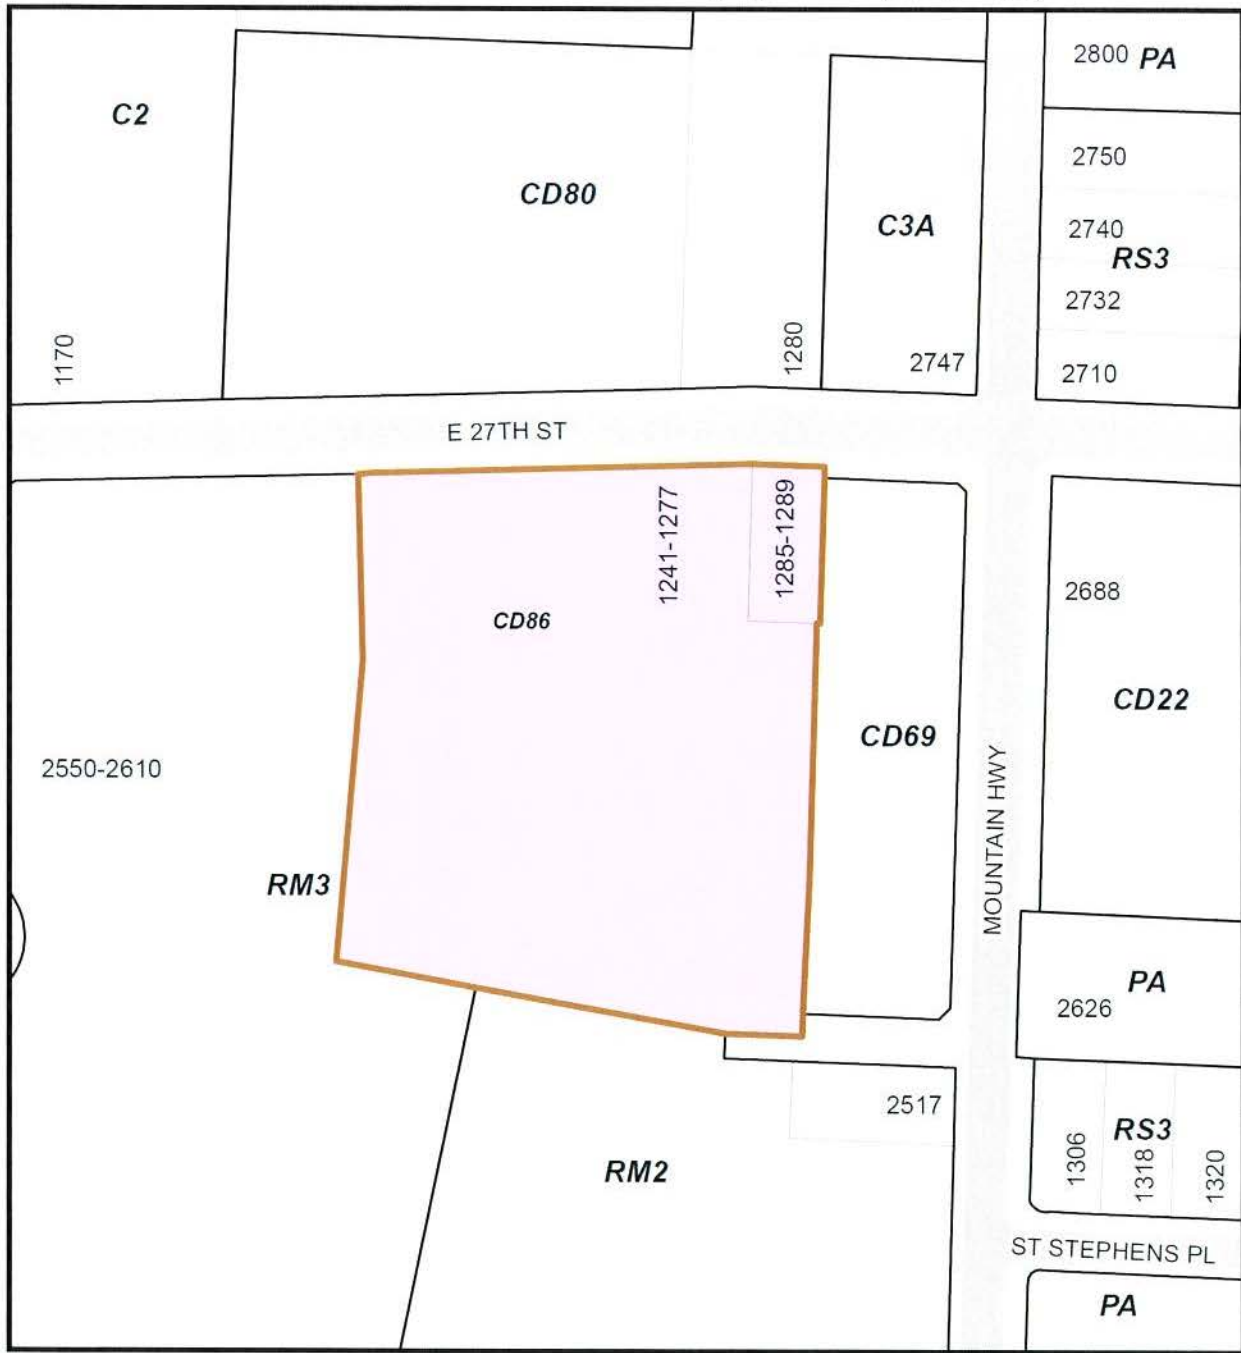 2800 PA
C2
2750
CD80
C3A
2740
RS3
2732
1170
1280
2747
2710
E 27TH ST
1241-1277
1285-1289
2688
CD86
CD22
CD69
2550-2610
MOUNTAIN HWY
RM3
PA
2626
2517
RS3
1306
1318
1320
RM2
ST STEPHENS PL
PA